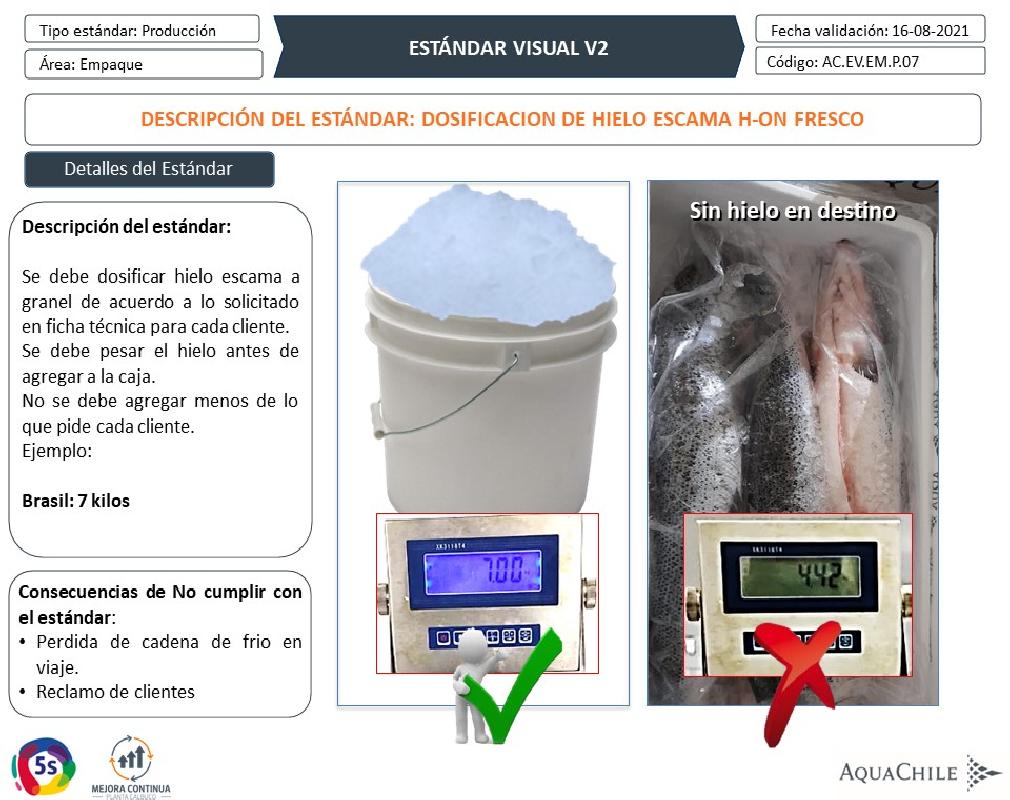 Tipo estándar: Producción
Área: Empaque
ESTÁNDAR VISUAL V2
Fecha validación: 16-08-2021
Código: AC.EV.EM.P.07
DESCRIPCIÓN DEL ESTÁNDAR: DOSIFICACION DE HIELO ESCAMA H-ON FRESCO
Detalles del Estándar
Descripción del estándar:
Se debe dosificar hielo escama a
granel de acuerdo a lo solicitado
en ficha técnica para cada cliente.
Se debe pesar el hielo antes de
agregar a la caja.
No se debe agregar menos de lo
que pide cada cliente.
Ejemplo:
Brasil: 7 kilos
Consecuencias de No cumplir con
el estándar:
• Perdida de cadena de frio en
viaje.
• Reclamo de clientes
XK3118T4
7.00
Sin hielo en destino
XK3118T4
4.42
5s
MEJORA CONTINUA
PLANTA CALBUCO
AQUACHILE